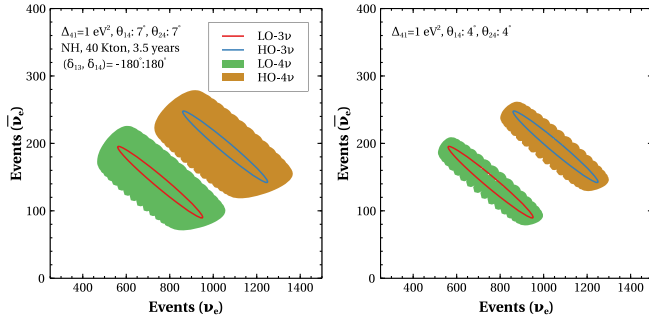 Δ41=1 eV², θ14: 7°, θ24: 7°
NH, 40 Kton, 3.5 years
(δ13, δ14)= -180°:180°
LO-3ν
HO-3ν
LO-4ν
HO-4ν
400
300
200
100
0
Events (ν̅e)
400 600 800 1000 1200 1400
Events (νe)
Δ41=1 eV², θ14: 4°, θ24: 4°
400
300
200
100
0
Events (ν̅e)
400 600 800 1000 1200 1400
Events (νe)